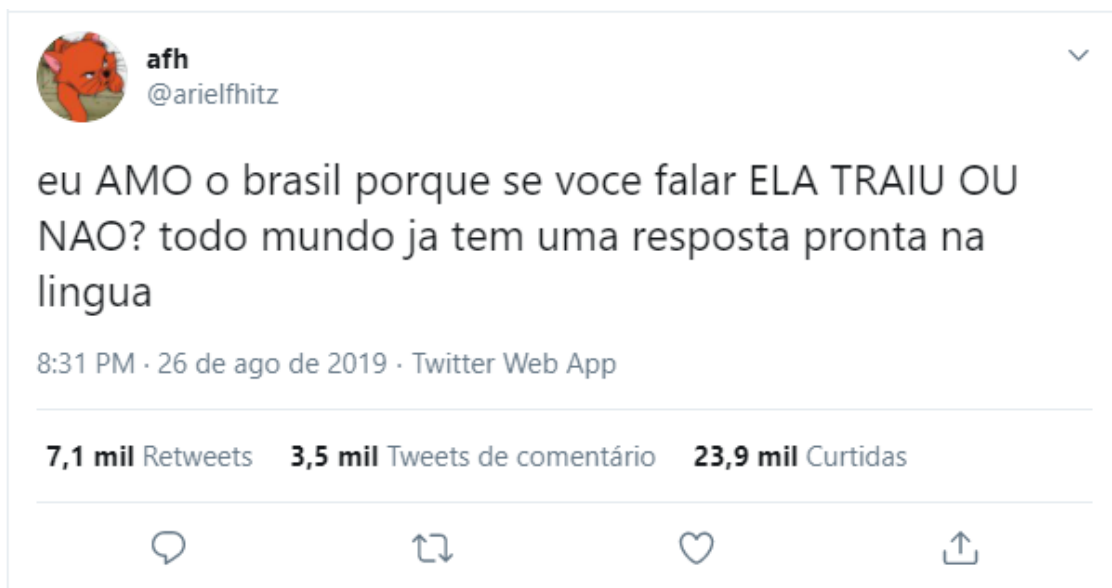 afh
@arielfhitz
eu AMO o brasil porque se voce falar ELA TRAIU OU
NAO? todo mundo ja tem uma resposta pronta na
lingua
8:31 PM · 26 de ago de 2019 · Twitter Web App
7,1 mil Retweets 3,5 mil Tweets de comentário 23,9 mil Curtidas